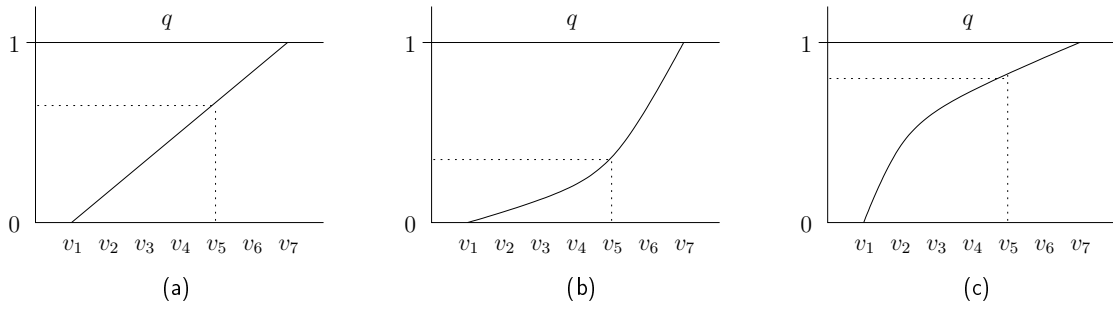 q
1
0
v₁ v₂ v₃ v₄ v₅ v₆ v₇
(a)
q
1
0
v₁ v₂ v₃ v₄ v₅ v₆ v₇
(b)
q
1
0
v₁ v₂ v₃ v₄ v₅ v₆ v₇
(c)